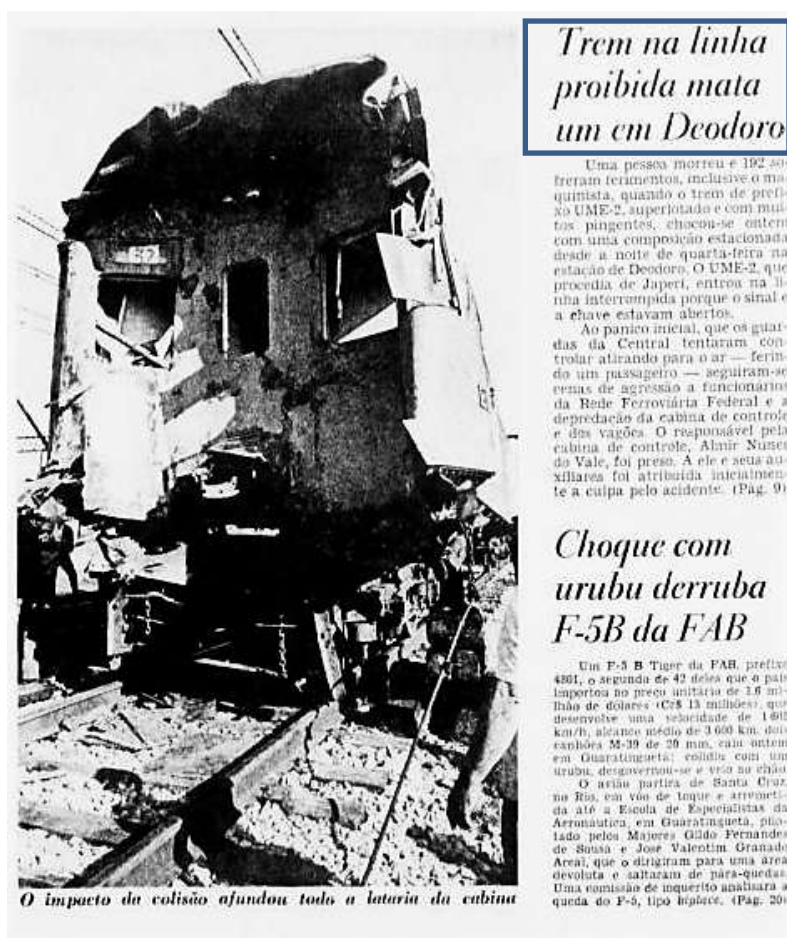 62
O impacto da colisão afundou todo a lataria da cabina
Trem na linha
proibida mata
um em Deodoro
Uma pessoa morreu e 192 so-
freram ferimentos, inclusive o ma-
quinista, quando o trem de prefi-
xo UME-2, superlotado e com mui-
tos pingentes, chocou-se ontem
com uma composição estacionada
desde a noite de quarta-feira na
estação de Deodoro. O UME-2, que
procedia de Japeri, entrou na li-
nha interrompida porque o sinal e
a chave estavam abertos.
Ao panico inicial, que os guar-
das da Central tentaram con-
trolar atirando para o ar — ferin-
do um passageiro — seguiram-se
cenas de agressão a funcionários
da Rede Ferroviária Federal e a
depredação da cabina de controle
e dos vagões. O responsável pela
cabina de controle, Almir Nunes
do Vale, foi preso. A ele e seus au-
xiliares foi atribuída inicialmen-
te a culpa pelo acidente. (Pág. 9)
Choque com
urubu derruba
F-5B da FAB
Um F-5 B Tiger da FAB, prefixo
4801, o segundo de 42 deles que o país
importou no preço unitário de 1.6 mi-
lhão de dólares (Cr$ 13 milhões), que
desenvolve uma velocidade de
km/h, alcance médio de 3 600 km, dois
canhões M-39 de 20 mm, caiu ontem
em Guaratinguetá: colidiu com um
urubu, desgovernou-se e veio ao chão.
O avião partira de Santa Cruz,
no Rio, em vôo de toque e arremeti-
da até a Escola de Especialistas da
Aeronáutica, em Guaratinguetá, pilo-
tado pelos Majores Gildo Fernandes
de Sousa e José Valentim Granado
Areal, que o dirigiram para uma área
devoluta e saltaram de pára-quedas.
Uma comissão de inquerito analisará a
queda do F-5, tipo biplace. (Pág. 20)